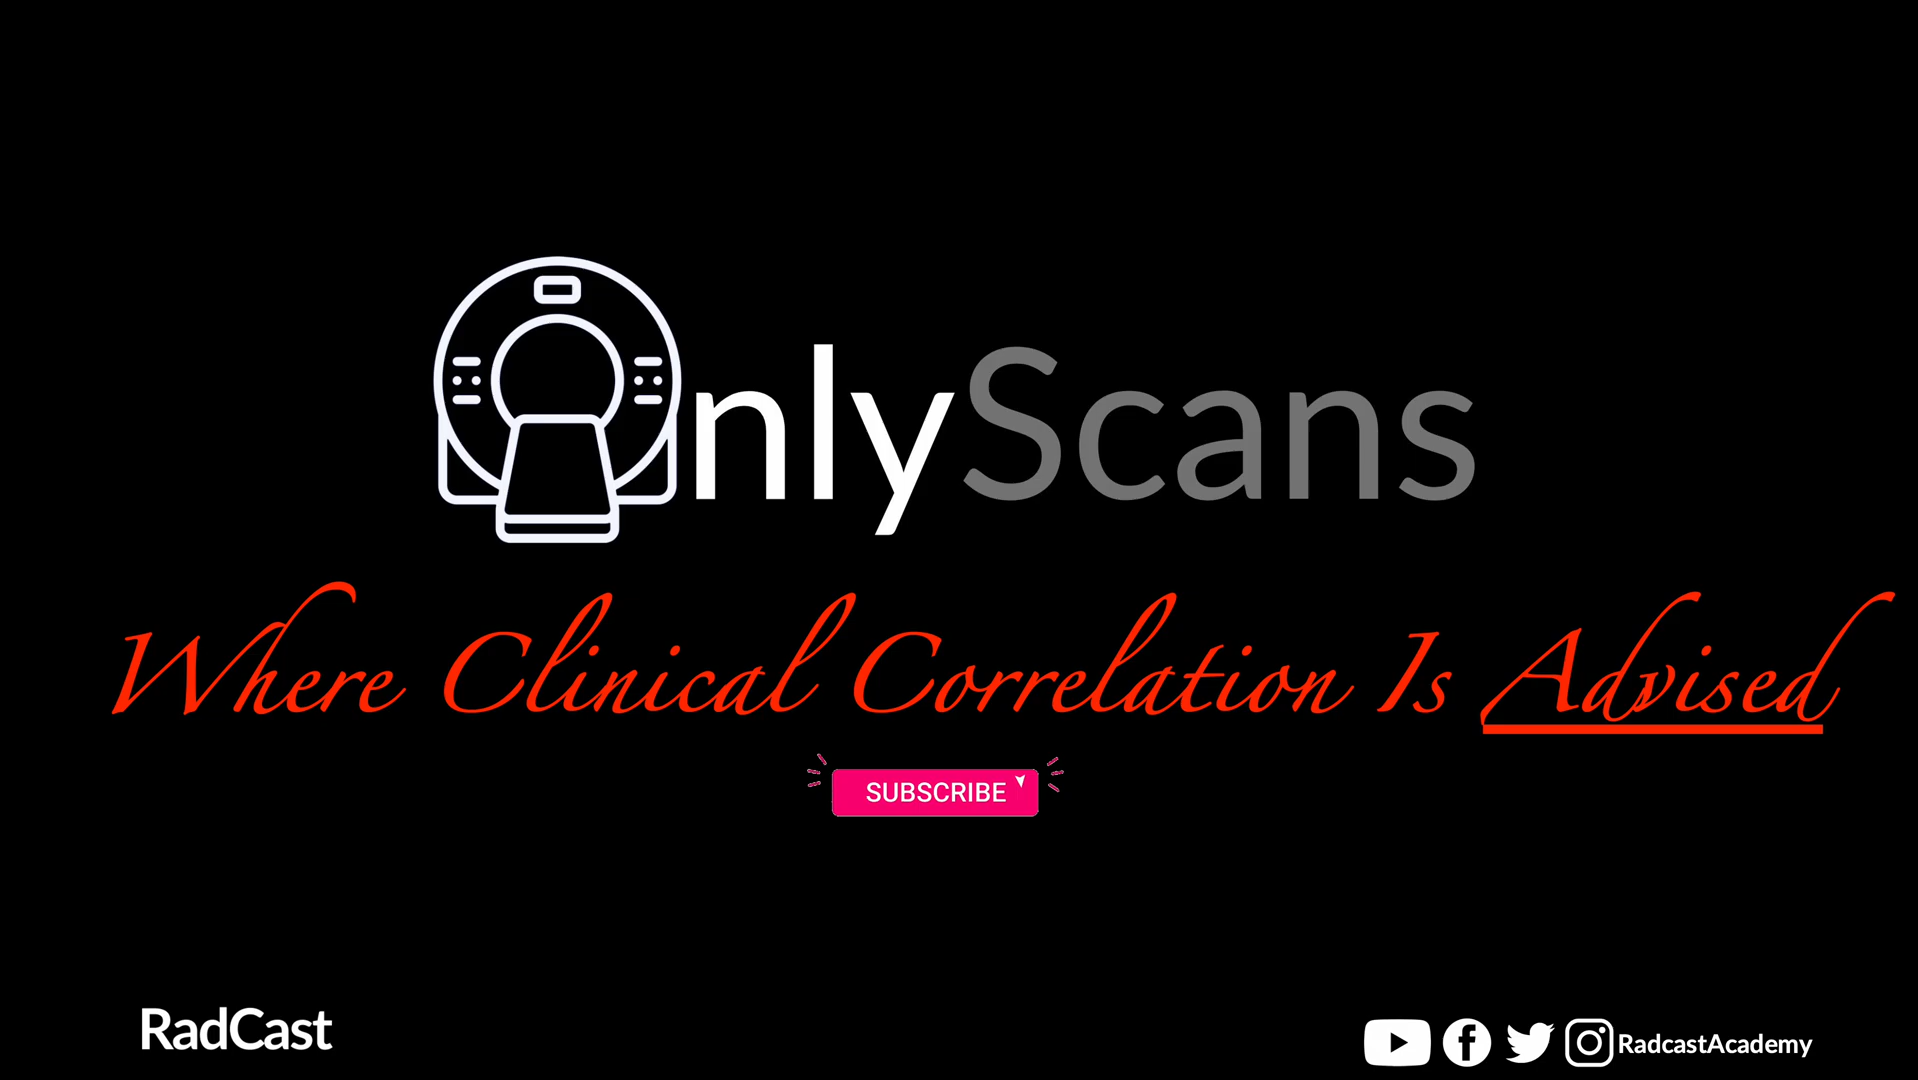 OnlyScans
Where Clinical Correlation Is Advised
SUBSCRIBE
RadCast
RadcastAcademy